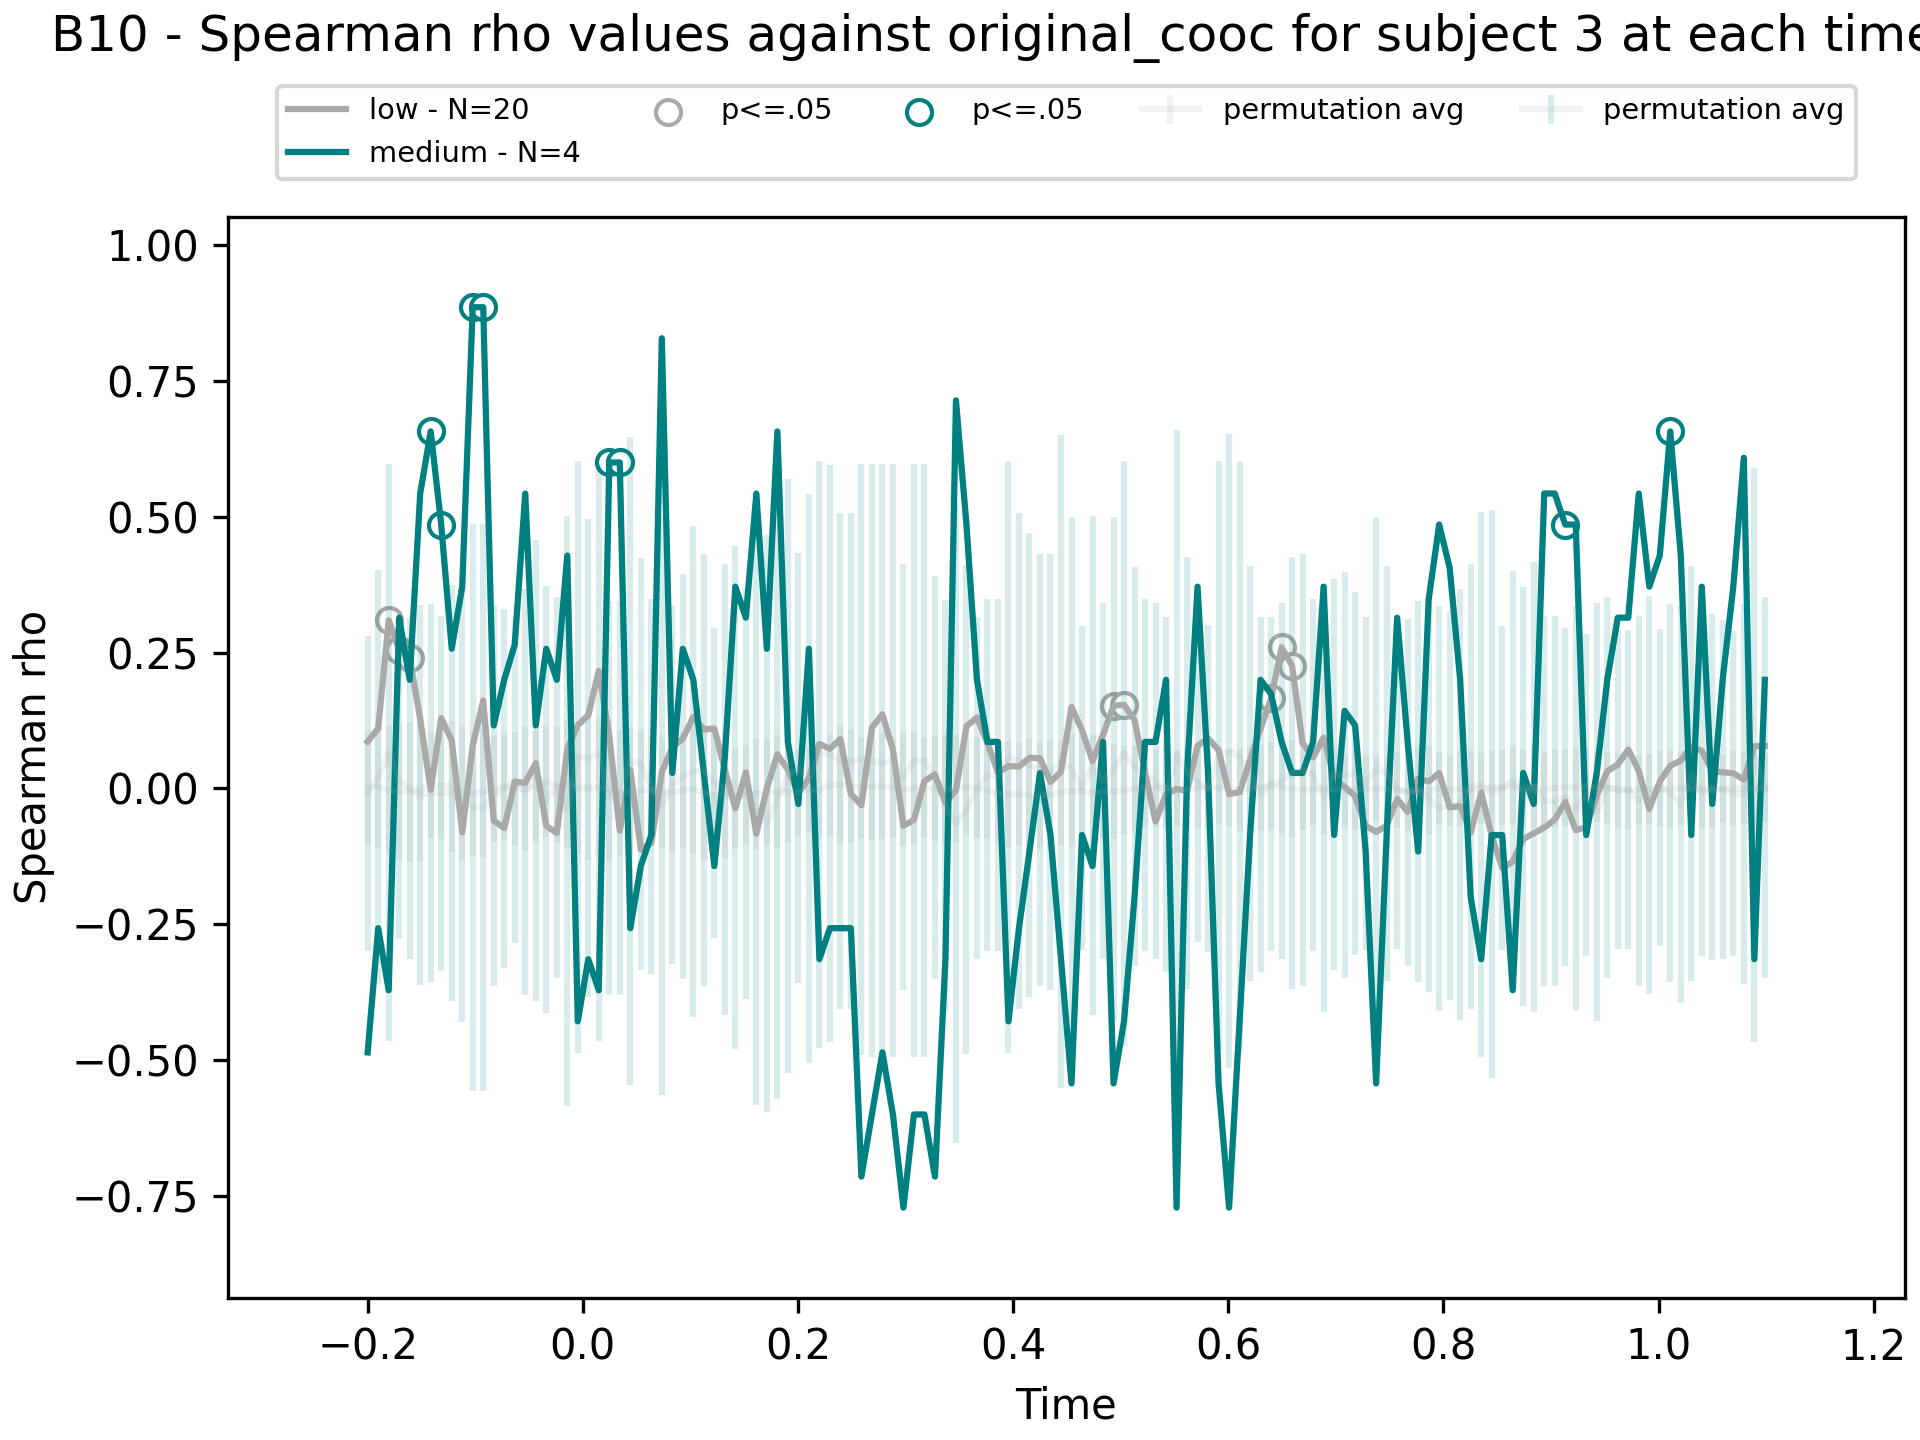 B10 - Spearman rho values against original_cooc for subject 3 at each time
low - N=20
medium - N=4
p<=.05
p<=.05
permutation avg
permutation avg
Spearman rho
1.00
0.75
0.50
0.25
0.00
−0.25
−0.50
−0.75
−0.2 0.0 0.2 0.4 0.6 0.8 1.0 1.2
Time